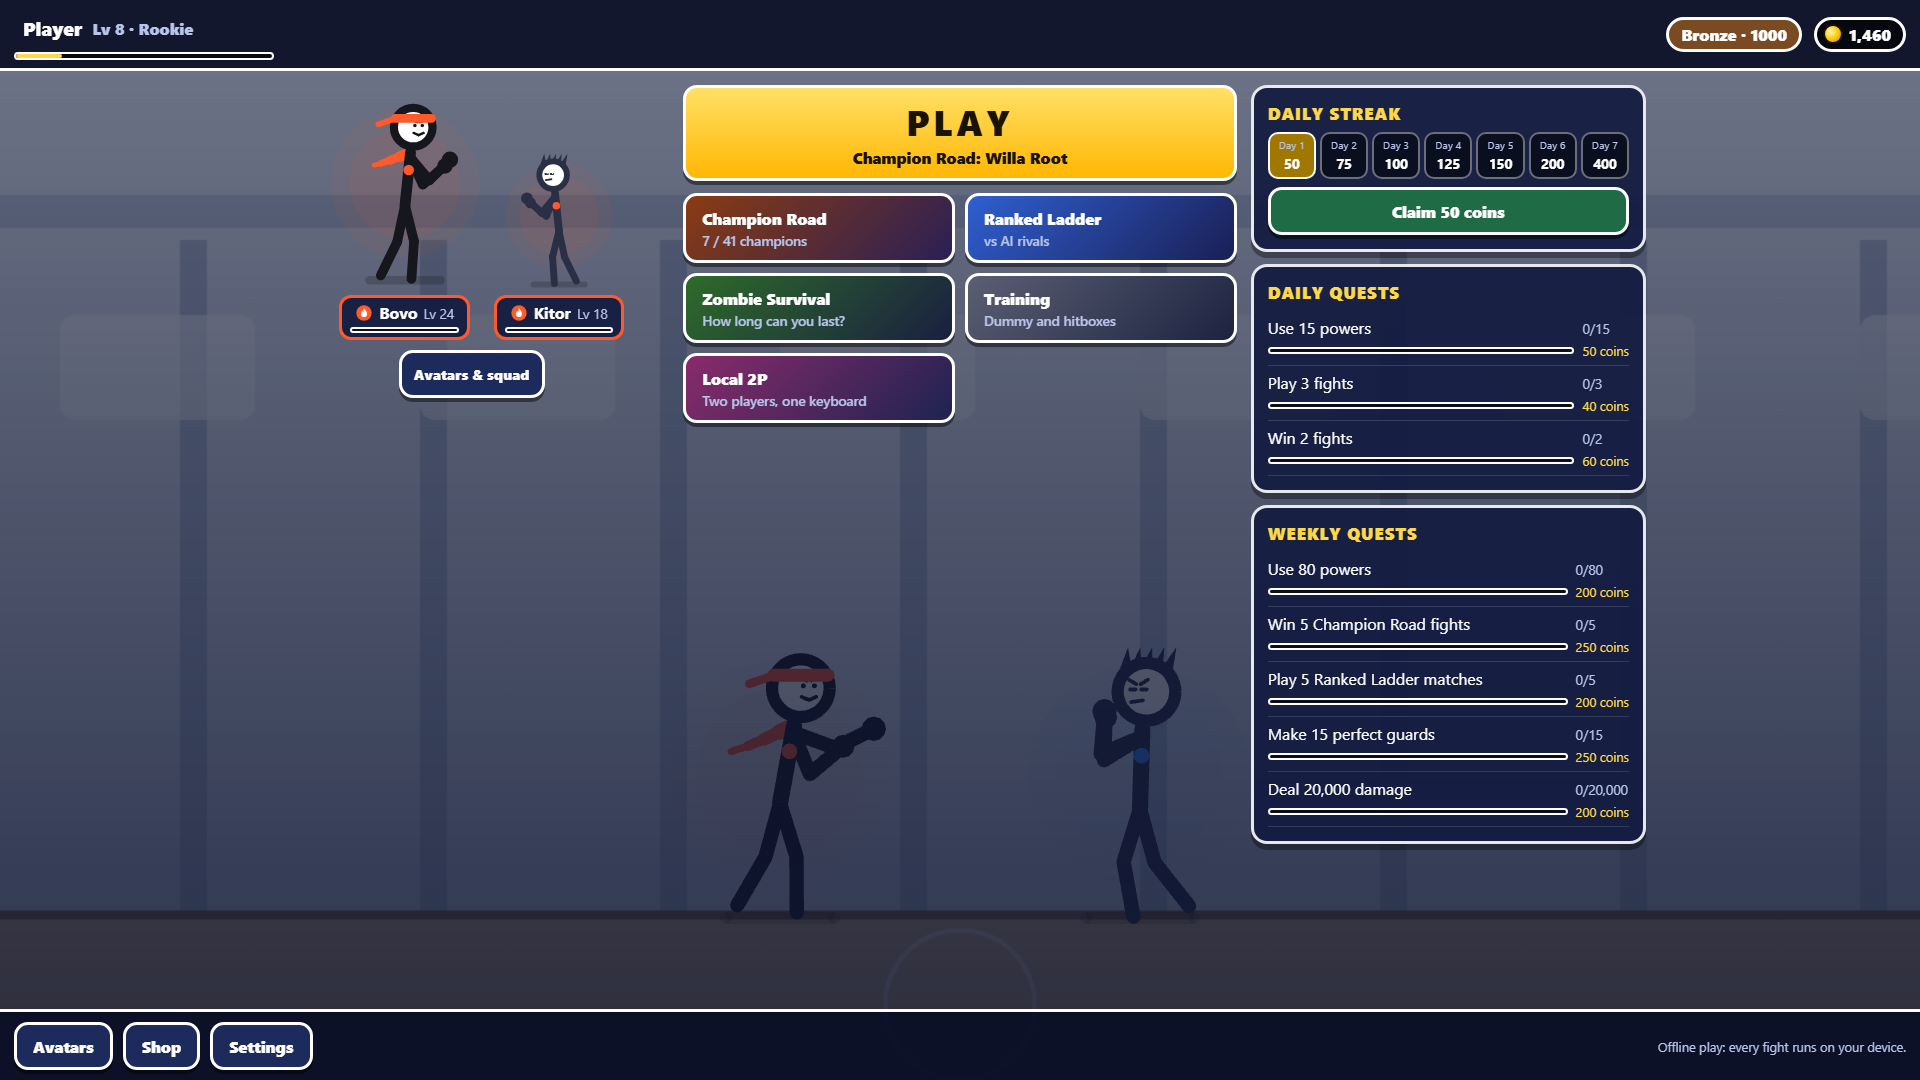 Player Lv 8 · Rookie
Bronze · 1000
1,460
Bovo Lv 24
Kitor Lv 18
Avatars & squad
PLAY
Champion Road: Willa Root
Champion Road
7 / 41 champions
Ranked Ladder
vs AI rivals
Zombie Survival
How long can you last?
Training
Dummy and hitboxes
Local 2P
Two players, one keyboard
DAILY STREAK
Day 1 Day 2 Day 3 Day 4 Day 5 Day 6 Day 7
50 75 100 125 150 200 400
Claim 50 coins
DAILY QUESTS
Use 15 powers 0/15
50 coins
Play 3 fights 0/3
40 coins
Win 2 fights 0/2
60 coins
WEEKLY QUESTS
Use 80 powers 0/80
200 coins
Win 5 Champion Road fights 0/5
250 coins
Play 5 Ranked Ladder matches 0/5
200 coins
Make 15 perfect guards 0/15
250 coins
Deal 20,000 damage 0/20,000
200 coins
Avatars
Shop
Settings
Offline play: every fight runs on your device.